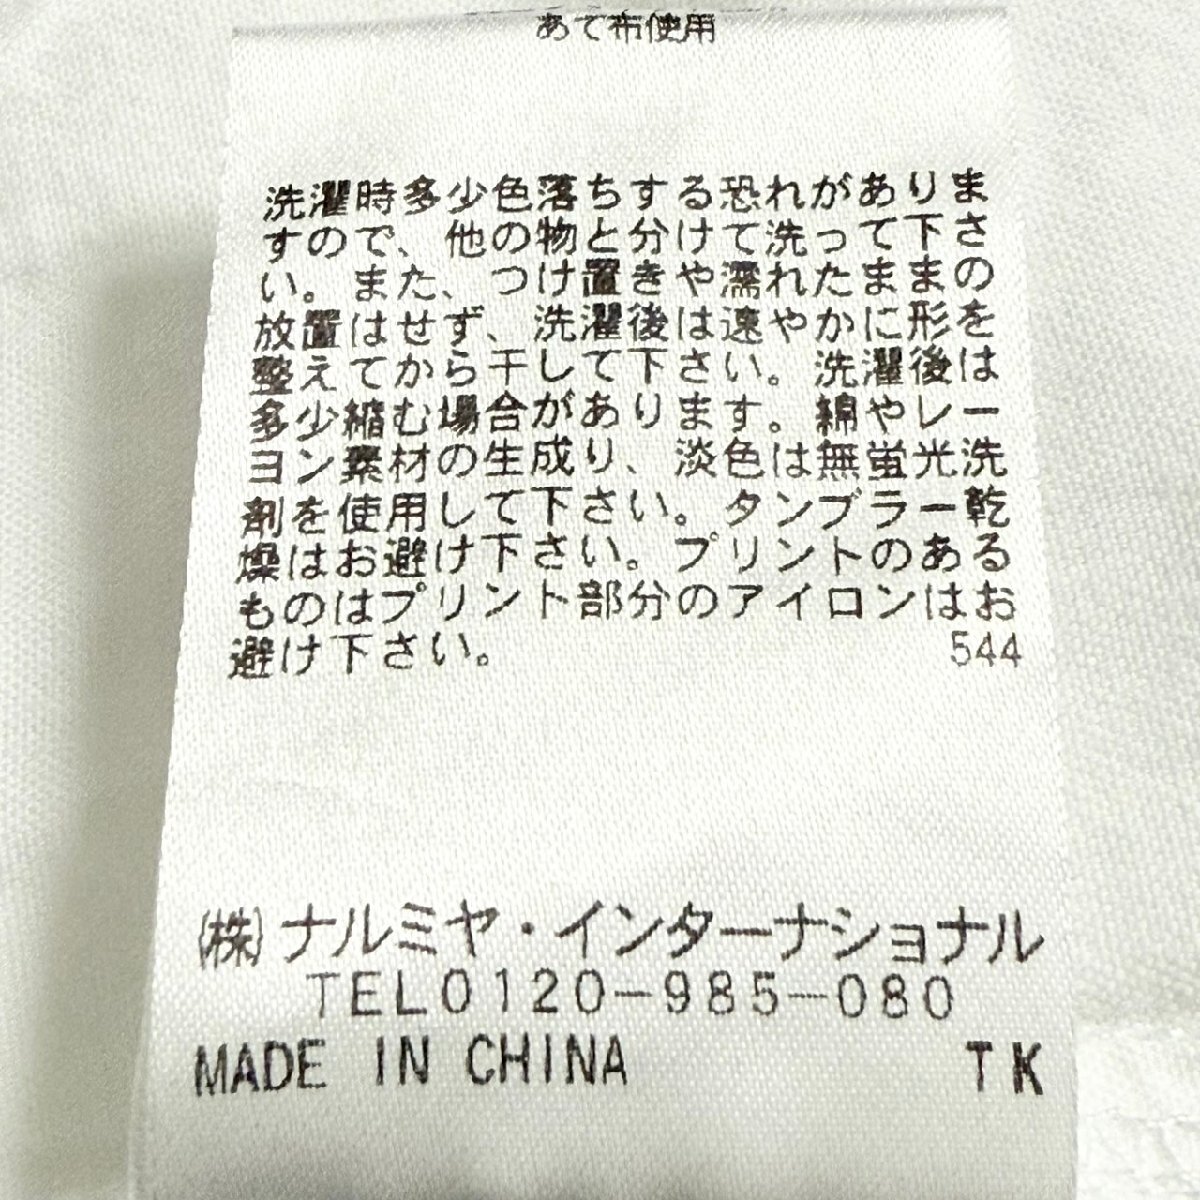 あて布使用
洗濯時多少色落ちする恐れがありま
すので、他の物と分けて洗って下さ
い。また、つけ置きや濡れたままの
放置はせず、洗濯後は速やかに形を
整えてから干して下さい。洗濯後は
多少縮む場合があります。綿やレー
ヨン素材の生成り、淡色は無蛍光洗
剤を使用して下さい。タンブラー乾
燥はお避け下さい。プリントのある
ものはプリント部分のアイロンはお
避け下さい。 544
(株)ナルミヤ・インターナショナル
TEL0120-985-080
MADE IN CHINA TK